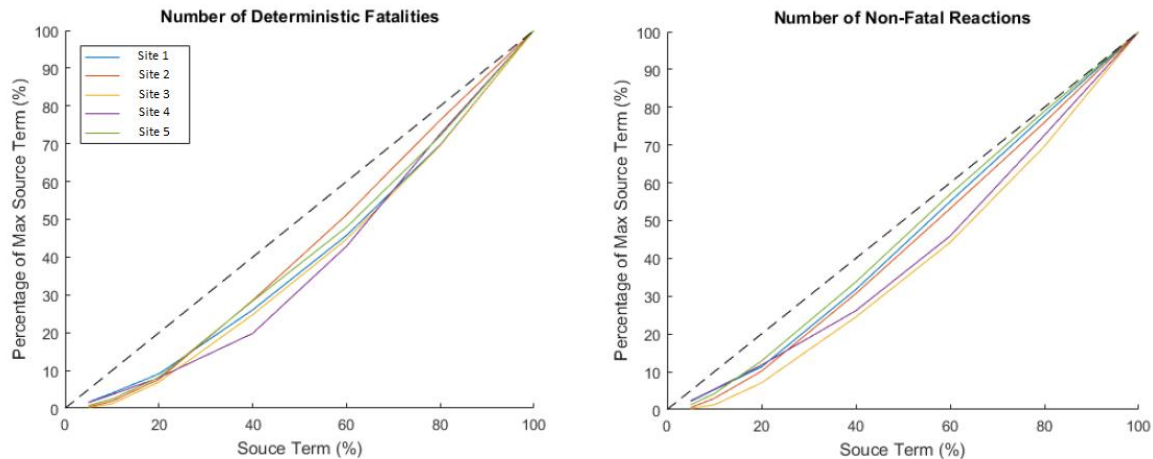 Number of Deterministic Fatalities
Percentage of Max Source Term (%)
100
90
80
70
60
50
40
30
20
10
0
Site 1
Site 2
Site 3
Site 4
Site 5
0 20 40 60 80 100
Souce Term (%)
Number of Non-Fatal Reactions
Percentage of Max Source Term (%)
100
90
80
70
60
50
40
30
20
10
0
0 20 40 60 80 100
Souce Term (%)